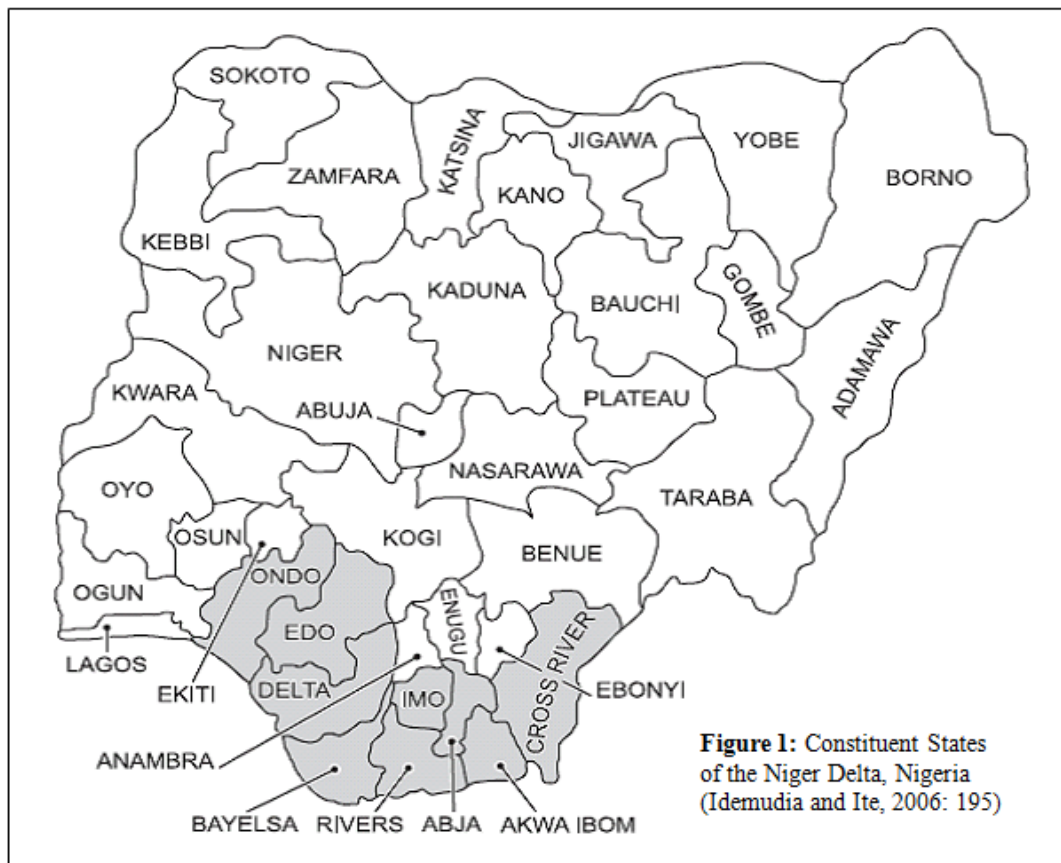 SOKOTO
KATSINA
JIGAWA
YOBE
BORNO
ZAMFARA
KANO
KEBBI
KADUNA
BAUCHI
GOMBE
ADAMAWA
NIGER
KWARA
ABUJA
PLATEAU
NASARAWA
TARABA
OYO
OSUN
KOGI
BENUE
ONDO
OGUN
ENUGU
EDO
CROSS RIVER
LAGOS
EKITI
DELTA
IMO
EBONYI
ANAMBRA
BAYELSA
RIVERS
ABJA
AKWA IBOM
Figure 1: Constituent States
of the Niger Delta, Nigeria
(Idemudia and Ite, 2006: 195)